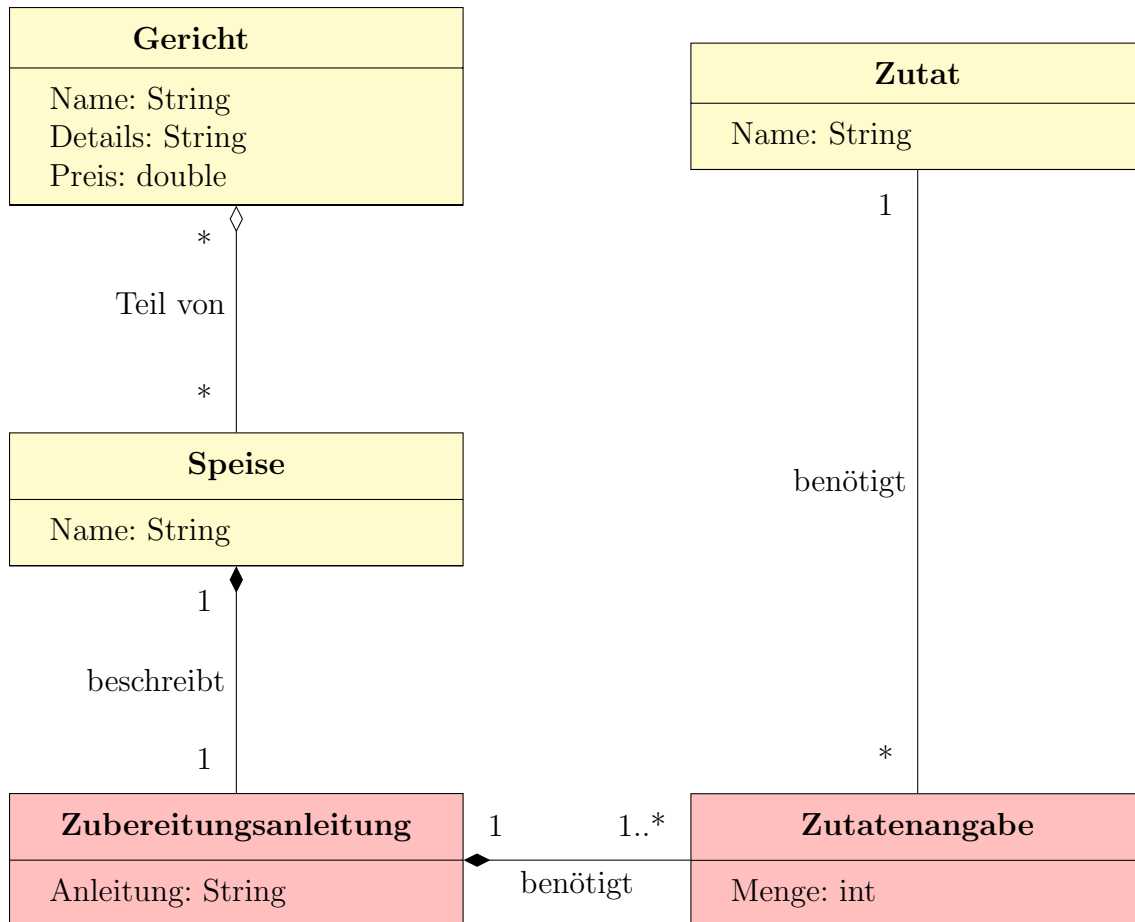 Gericht
Name: String
Details: String
Preis: double
Zutat
Name: String
*
1
Teil von
*
Speise
Name: String
benötigt
1
beschreibt
1
*
Zubereitungsanleitung
Anleitung: String
1
1..*
benötigt
Zutatenangabe
Menge: int